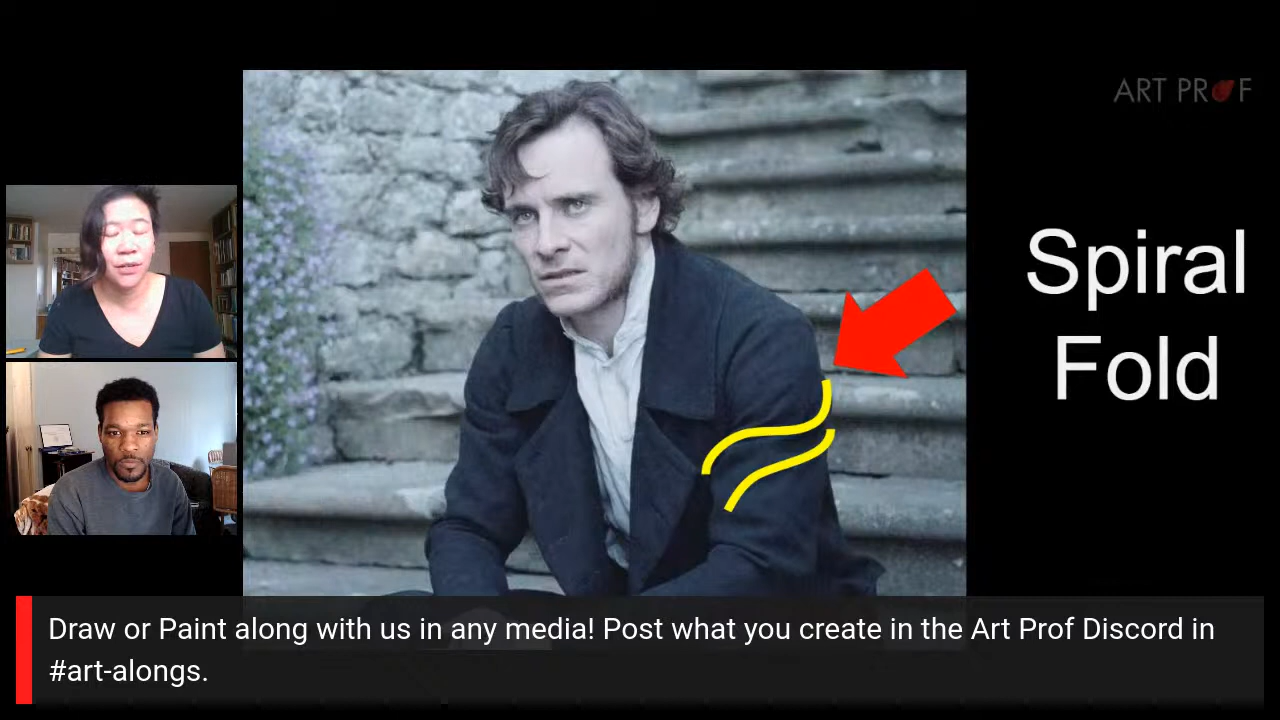 ART PROF
Spiral
Fold
Draw or Paint along with us in any media! Post what you create in the Art Prof Discord in
#art-alongs.